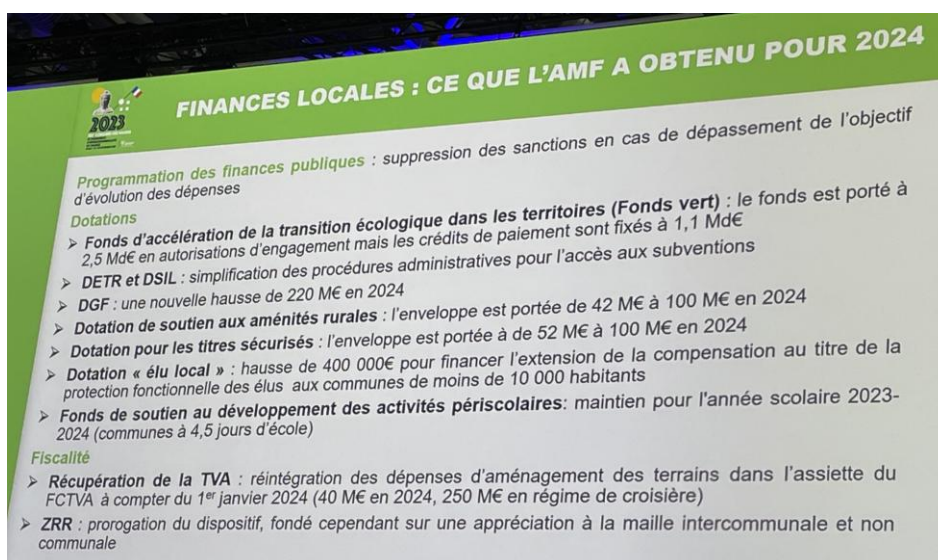 2023
FINANCES LOCALES : CE QUE L'AMF A OBTENU POUR 2024
Programmation des finances publiques : suppression des sanctions en cas de dépassement de l'objectif
d'évolution des dépenses
Dotations
➢ Fonds d'accélération de la transition écologique dans les territoires (Fonds vert) : le fonds est porté à
2,5 Md€ en autorisations d'engagement mais les crédits de paiement sont fixés à 1,1 Md€
➢ DETR et DSIL : simplification des procédures administratives pour l'accès aux subventions
➢ DGF : une nouvelle hausse de 220 M€ en 2024
➢ Dotation de soutien aux aménités rurales : l'enveloppe est portée de 42 M€ à 100 M€ en 2024
➢ Dotation pour les titres sécurisés : l'enveloppe est portée à de 52 M€ à 100 M€ en 2024
➢ Dotation « élu local » : hausse de 400 000€ pour financer l'extension de la compensation au titre de la
protection fonctionnelle des élus aux communes de moins de 10 000 habitants
➢ Fonds de soutien au développement des activités périscolaires: maintien pour l'année scolaire 2023-
2024 (communes à 4,5 jours d'école)
Fiscalité
➢ Récupération de la TVA : réintégration des dépenses d'aménagement des terrains dans l'assiette du
FCTVA à compter du 1er janvier 2024 (40 M€ en 2024, 250 M€ en régime de croisière)
➢ ZRR : prorogation du dispositif, fondé cependant sur une appréciation à la maille intercommunale et non
communale